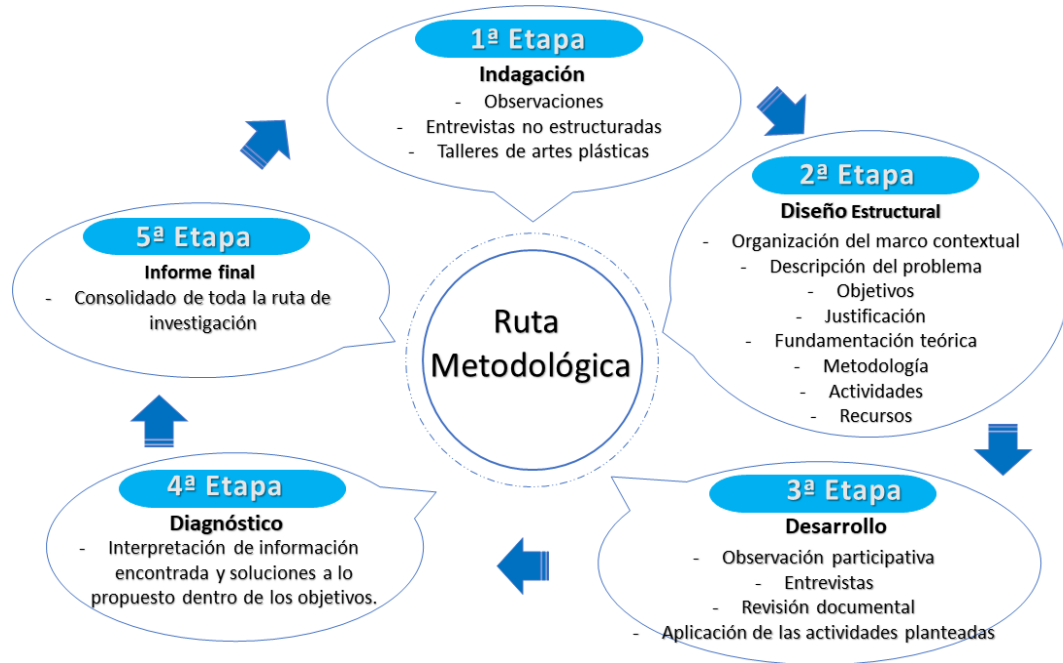 1ª Etapa
Indagación
- Observaciones
- Entrevistas no estructuradas
- Talleres de artes plásticas
2ª Etapa
Diseño Estructural
- Organización del marco contextual
- Descripción del problema
- Objetivos
- Justificación
- Fundamentación teórica
- Metodología
- Actividades
- Recursos
3ª Etapa
Desarrollo
- Observación participativa
- Entrevistas
- Revisión documental
- Aplicación de las actividades planteadas
4ª Etapa
Diagnóstico
- Interpretación de información
encontrada y soluciones a lo
propuesto dentro de los objetivos.
5ª Etapa
Informe final
- Consolidado de toda la ruta de
investigación
Ruta
Metodológica